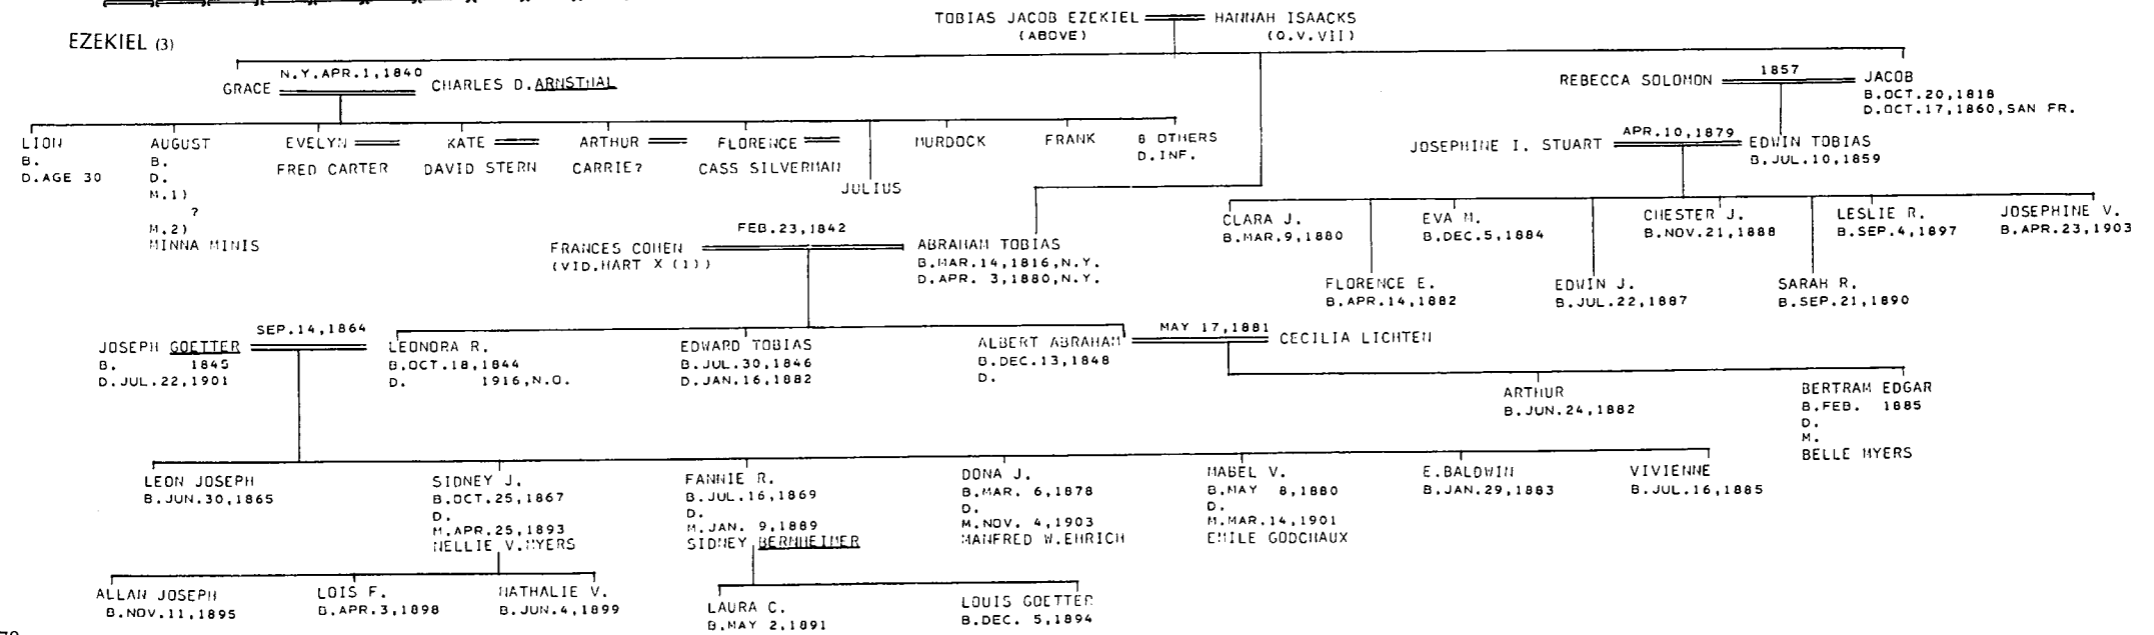 TOBIAS JACOB EZEKIEL HANNAH ISAACKS
(ABOVE) (Q.V.VII)
EZEKIEL (3)
N.Y.APR.1,1840
GRACE CHARLES D.ARNSTHAL
1857
REBECCA SOLOMON JACOB
B.OCT.20,1818
D.OCT.17,1860,SAN FR.
LION
B.
D.AGE 30
AUGUST
B.
D.
M.1)
?
M.2)
MINNA MINIS
EVELYN
FRED CARTER
KATE
DAVID STERN
ARTHUR
CARRIE?
FLORENCE
CASS SILVERMAN
JULIUS
MURDOCK
FRANK
8 OTHERS
D.INF.
APR.10,1879
JOSEPHINE I. STUART EDWIN TOBIAS
B.JUL.10,1859
CLARA J.
B.MAR.9,1880
FLORENCE E.
B.APR.14,1882
EVA M.
B.DEC.5,1884
EDWIN J.
B.JUL.22,1887
CHESTER J.
B.NOV.21,1888
SARAH R.
B.SEP.21,1890
LESLIE R.
B.SEP.4,1897
JOSEPHINE V.
B.APR.23,1903
FEB.23,1842
FRANCES COHEN ABRAHAM TOBIAS
(VID.HART X (1)) B.MAR.14,1816,N.Y.
D.APR. 3,1880,N.Y.
SEP.14,1864
JOSEPH GOETTER
B. 1845
D.JUL.22,1901
LEONORA R.
B.OCT.18,1844
D. 1916,N.O.
EDWARD TOBIAS
B.JUL.30,1846
D.JAN.16,1882
MAY 17,1881
ALBERT ABRAHAM CECILIA LICHTEN
B.DEC.13,1848
D.
ARTHUR
B.JUN.24,1882
BERTRAM EDGAR
B.FEB. 1885
D.
M.
BELLE MYERS
LEON JOSEPH
B.JUN.30,1865
SIDNEY J.
B.OCT.25,1867
D.
M.APR.25,1893
NELLIE V.MYERS
FANNIE R.
B.JUL.16,1869
D.
M.JAN. 9,1889
SIDNEY BERNHEIMER
DONA J.
B.MAR. 6,1878
D.
M.NOV. 4,1903
MANFRED W.EHRICH
MABEL V.
B.MAY 8,1880
D.
M.MAR.14,1901
EMILE GODCHAUX
E.BALDWIN
B.JAN.29,1883
VIVIENNE
B.JUL.16,1885
ALLAN JOSEPH
B.NOV.11,1895
LOIS F.
B.APR.3,1898
NATHALIE V.
B.JUN.4,1899
LAURA C.
B.MAY 2,1891
LOUIS GOETTER
B.DEC. 5,1894